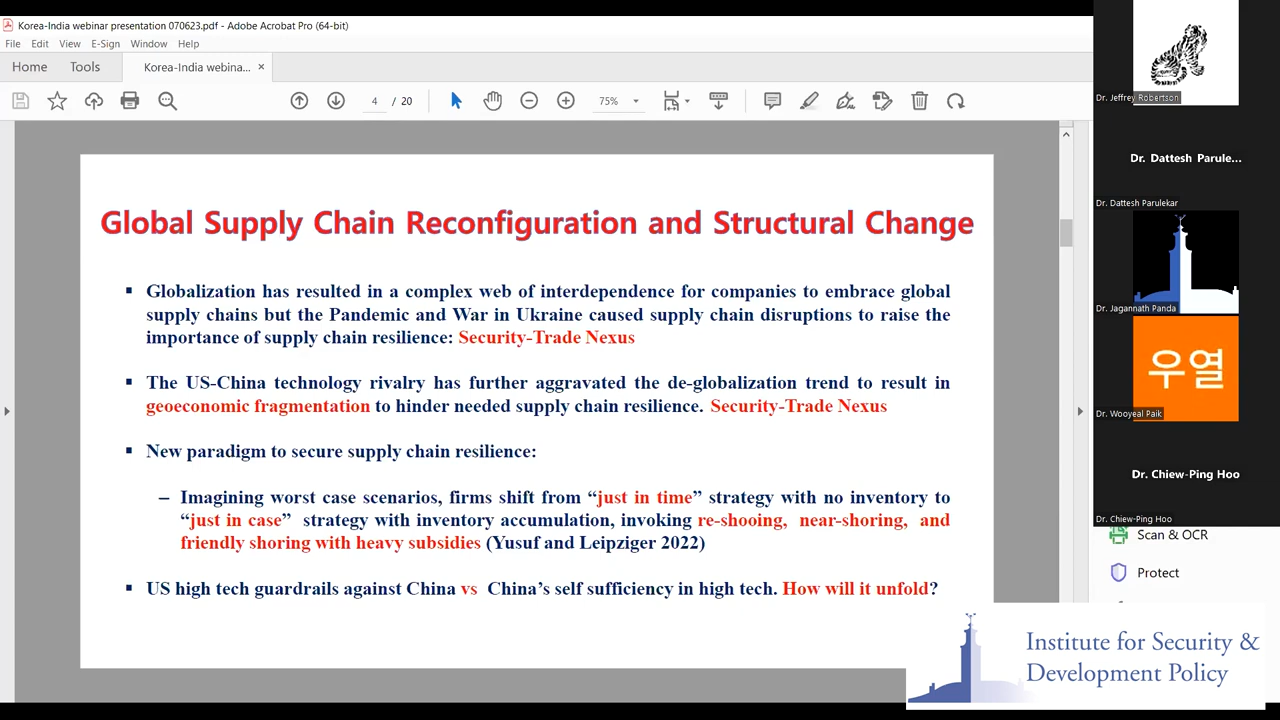 Korea-India webinar presentation 070623.pdf - Adobe Acrobat Pro (64-bit)
File Edit View E-Sign Window Help
Home Tools Korea-India webina... ×
4 / 20 75%
Global Supply Chain Reconfiguration and Structural Change
▪ Globalization has resulted in a complex web of interdependence for companies to embrace global
supply chains but the Pandemic and War in Ukraine caused supply chain disruptions to raise the
importance of supply chain resilience: Security-Trade Nexus
▪ The US-China technology rivalry has further aggravated the de-globalization trend to result in
geoeconomic fragmentation to hinder needed supply chain resilience. Security-Trade Nexus
▪ New paradigm to secure supply chain resilience:
– Imagining worst case scenarios, firms shift from “just in time” strategy with no inventory to
“just in case” strategy with inventory accumulation, invoking re-shooing, near-shoring, and
friendly shoring with heavy subsidies (Yusuf and Leipziger 2022)
▪ US high tech guardrails against China vs China’s self sufficiency in high tech. How will it unfold?
Dr. Jeffrey Robertson
Dr. Dattesh Parule...
Dr. Dattesh Parulekar
Dr. Jagannath Panda
우열
Dr. Wooyeal Paik
Dr. Chiew-Ping Hoo
Dr. Chiew-Ping Hoo
Scan & OCR
Protect
Institute for Security &
Development Policy